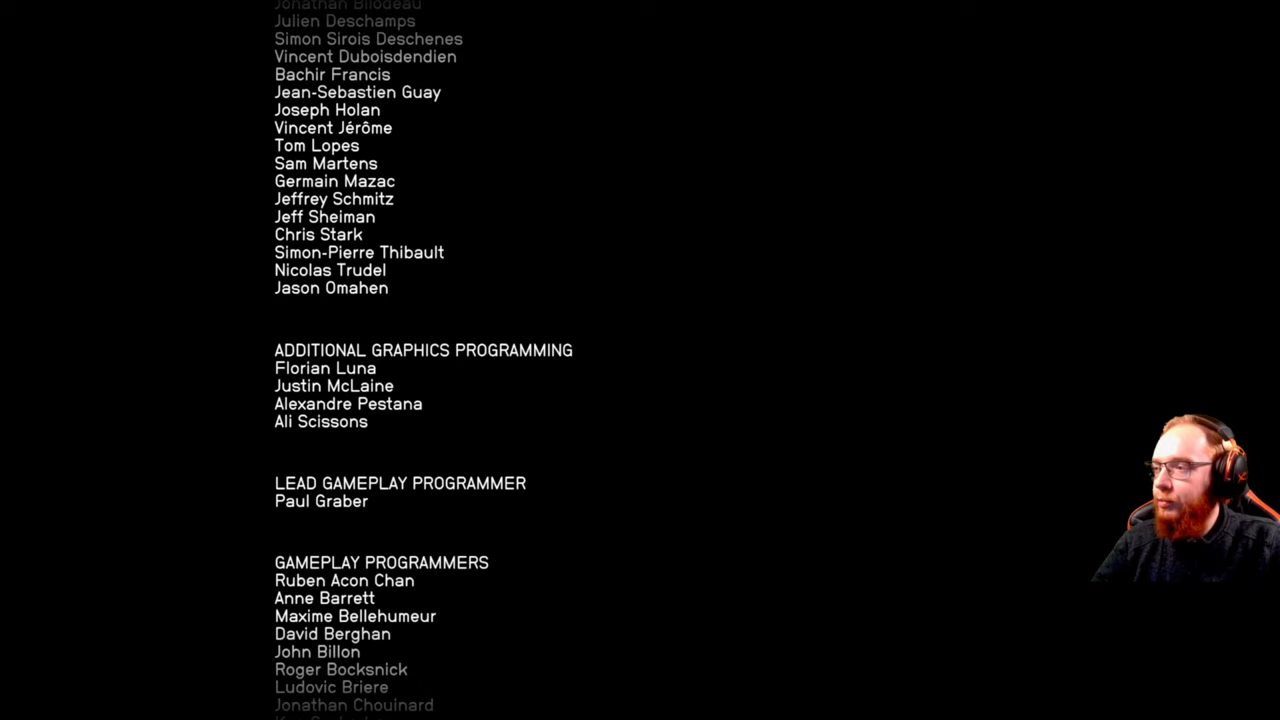 Jonathan Bilodeau
Julien Deschamps
Simon Sirois Deschenes
Vincent Duboisdendien
Bachir Francis
Jean-Sebastien Guay
Joseph Holan
Vincent Jérôme
Tom Lopes
Sam Martens
Germain Mazac
Jeffrey Schmitz
Jeff Sheiman
Chris Stark
Simon-Pierre Thibault
Nicolas Trudel
Jason Omahen
ADDITIONAL GRAPHICS PROGRAMMING
Florian Luna
Justin McLaine
Alexandre Pestana
Ali Scissons
LEAD GAMEPLAY PROGRAMMER
Paul Graber
GAMEPLAY PROGRAMMERS
Ruben Acon Chan
Anne Barrett
Maxime Bellehumeur
David Berghan
John Billon
Roger Bocksnick
Ludovic Briere
Jonathan Chouinard